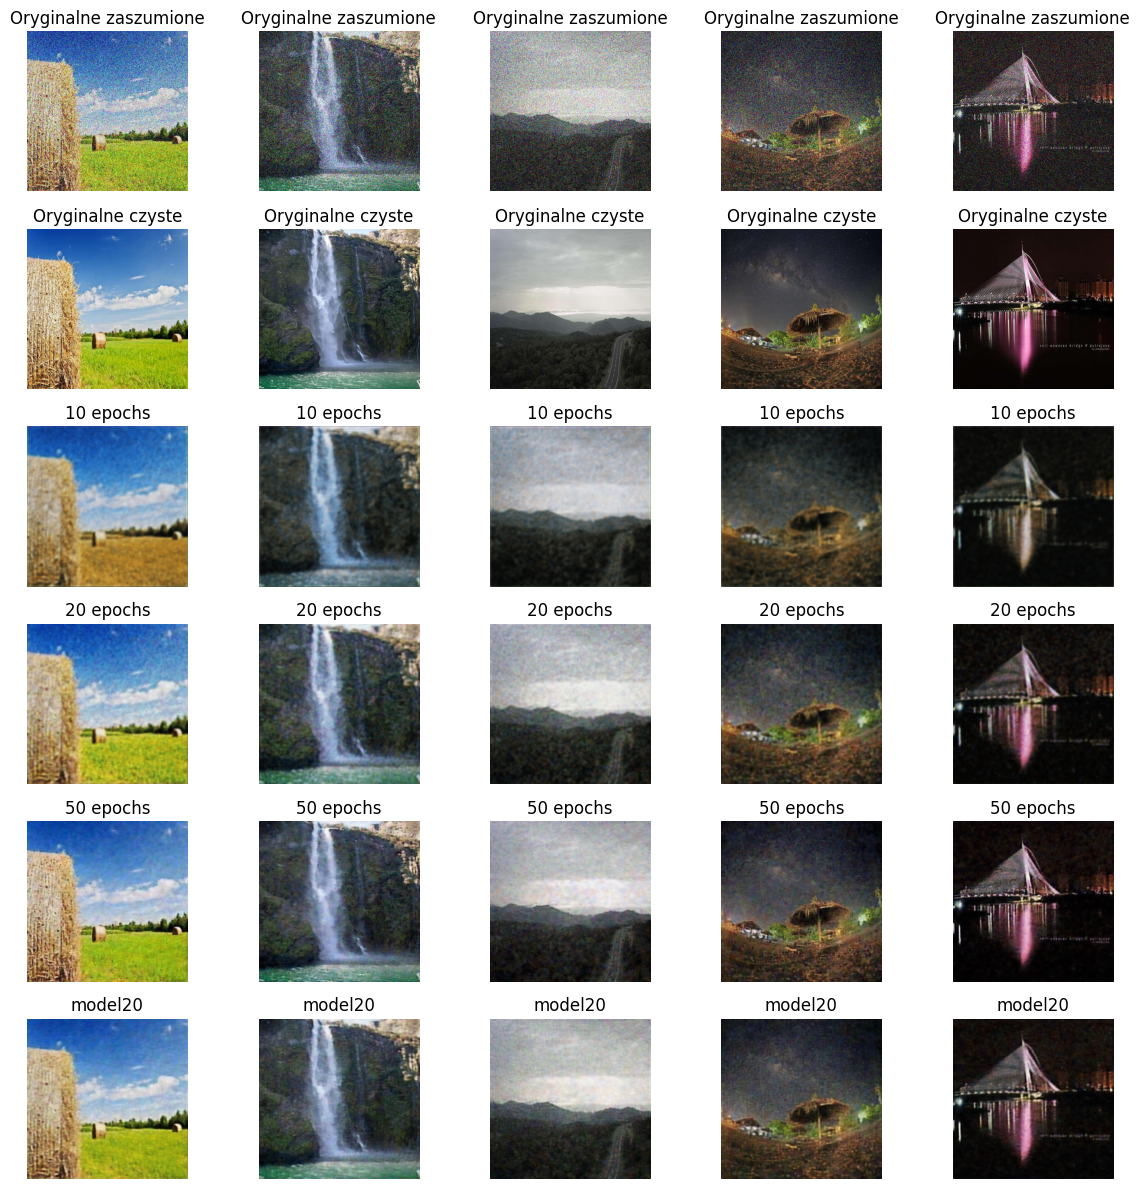 Oryginalne zaszumione Oryginalne zaszumione Oryginalne zaszumione Oryginalne zaszumione Oryginalne zaszumione
Oryginalne czyste Oryginalne czyste Oryginalne czyste Oryginalne czyste Oryginalne czyste
10 epochs 10 epochs 10 epochs 10 epochs 10 epochs
20 epochs 20 epochs 20 epochs 20 epochs 20 epochs
50 epochs 50 epochs 50 epochs 50 epochs 50 epochs
model20 model20 model20 model20 model20